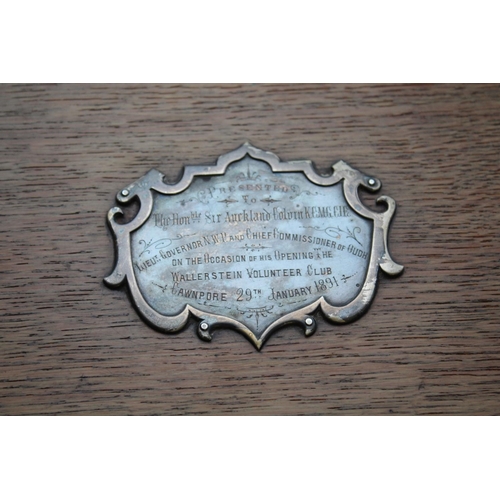 PRESENTED
TO
The Honble Sir Auckland Colvin K.C.M.G. C.I.E.
LIEUT. GOVERNOR N.W.P. AND CHIEF COMMISSIONER OF OUDH
ON THE OCCASION OF HIS OPENING THE
WALLERSTEIN VOLUNTEER CLUB
CAWNPORE 29TH JANUARY 1891